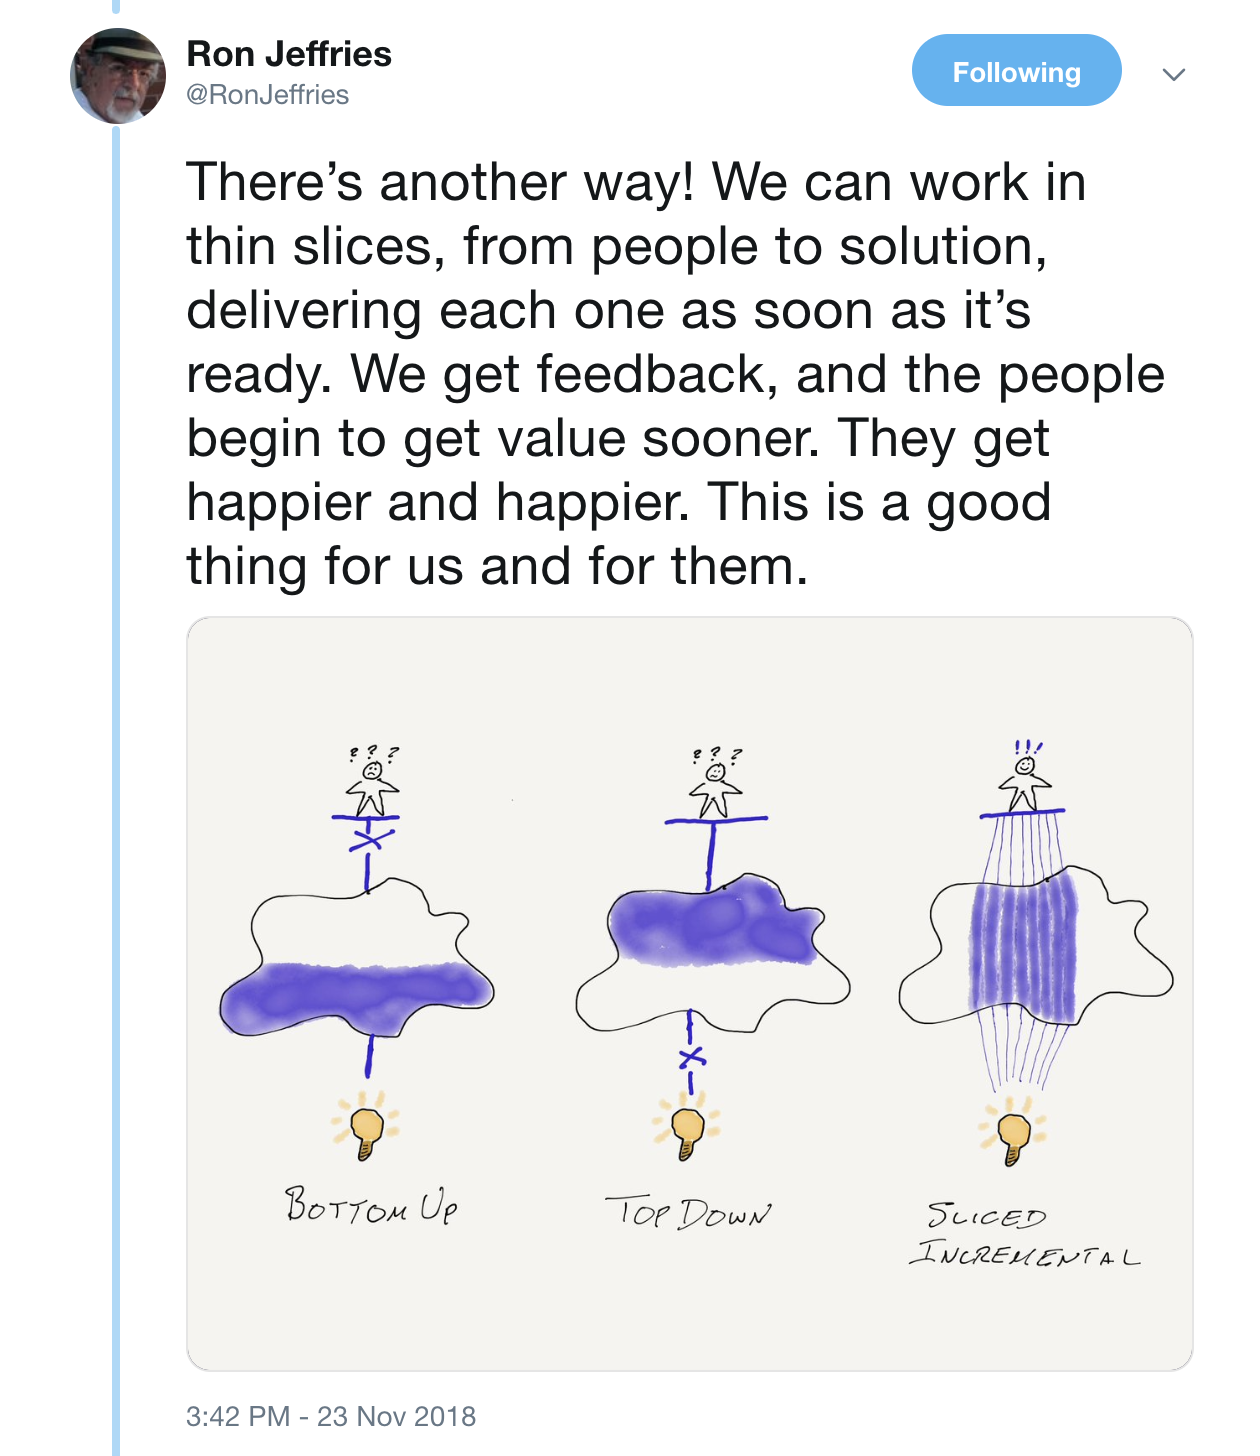 Ron Jeffries
@RonJeffries
Following
There’s another way! We can work in
thin slices, from people to solution,
delivering each one as soon as it’s
ready. We get feedback, and the people
begin to get value sooner. They get
happier and happier. This is a good
thing for us and for them.
? ? ?
? ? ?
!!!
BOTTOM UP
TOP DOWN
SLICED
INCREMENTAL
3:42 PM - 23 Nov 2018